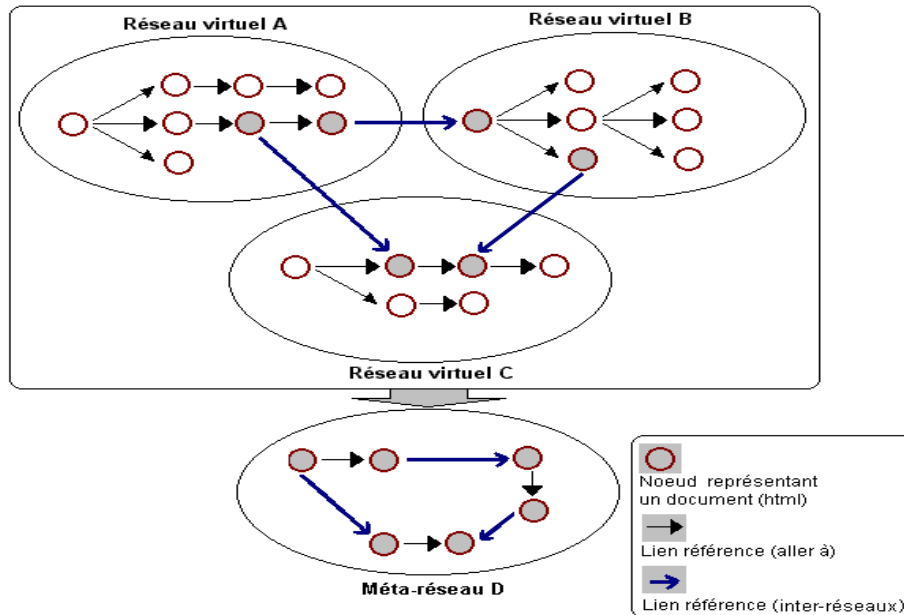 Réseau virtuel A
Réseau virtuel B
Réseau virtuel C
Méta-réseau D
Noeud représentant
un document (html)
Lien référence (aller à)
Lien référence (inter-réseaux)